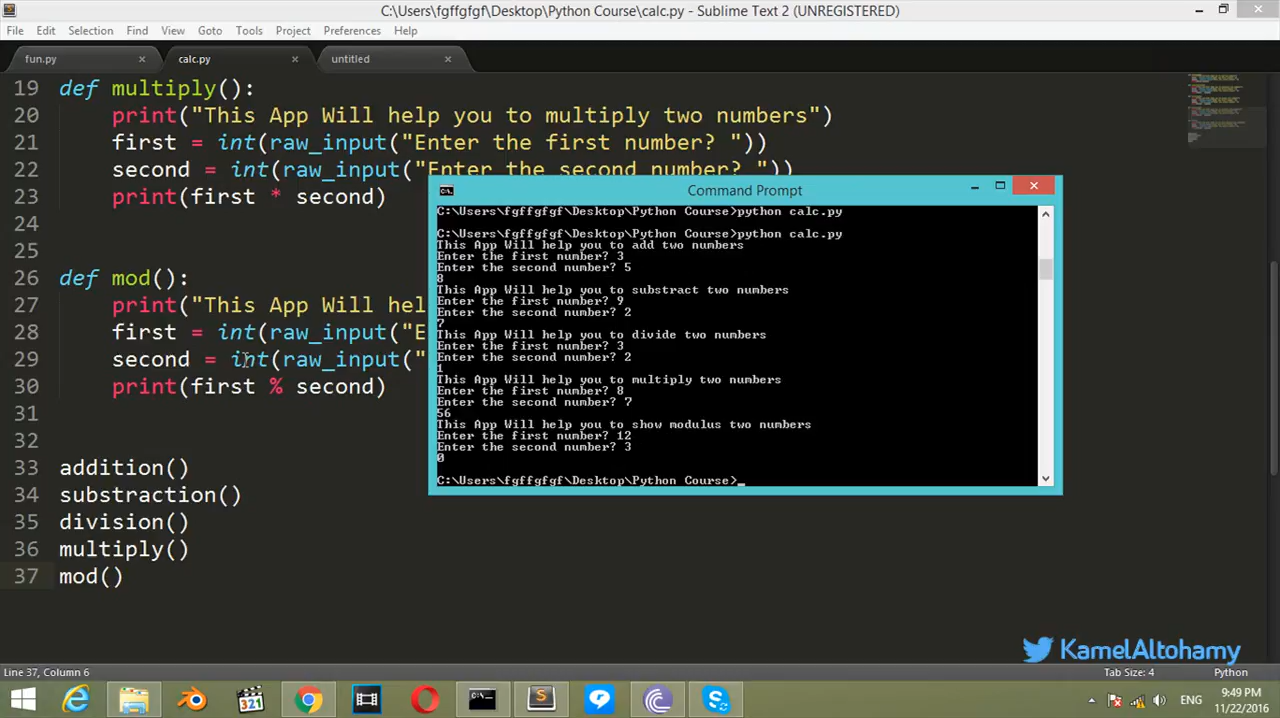 C:\Users\fgffgfgf\Desktop\Python Course\calc.py - Sublime Text 2 (UNREGISTERED)
File Edit Selection Find View Goto Tools Project Preferences Help
fun.py calc.py untitled
19 def multiply():
20 print("This App Will help you to multiply two numbers")
21 first = int(raw_input("Enter the first number? "))
22 second = int(raw_input("Enter the second number? "))
23 print(first * second)
24
25
26 def mod():
27 print("This App Will hel
28 first = int(raw_input("E
29 second = int(raw_input("
30 print(first % second)
31
32
33 addition()
34 substraction()
35 division()
36 multiply()
37 mod()
Command Prompt
C:\Users\fgffgfgf\Desktop\Python Course>python calc.py
C:\Users\fgffgfgf\Desktop\Python Course>python calc.py
This App Will help you to add two numbers
Enter the first number? 3
Enter the second number? 5
8
This App Will help you to substract two numbers
Enter the first number? 9
Enter the second number? 2
7
This App Will help you to divide two numbers
Enter the first number? 3
Enter the second number? 2
1
This App Will help you to multiply two numbers
Enter the first number? 8
Enter the second number? 7
56
This App Will help you to show modulus two numbers
Enter the first number? 12
Enter the second number? 3
0
C:\Users\fgffgfgf\Desktop\Python Course>_
KamelAltohamy
Line 37, Column 6 Tab Size: 4 Python
321
ENG
9:49 PM
11/22/2016